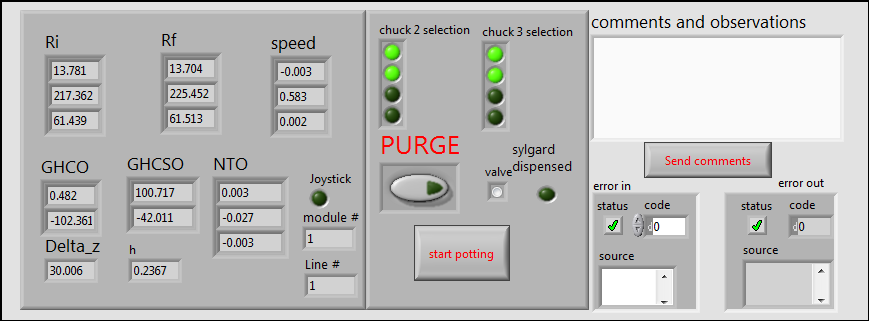 Ri
13.781
217.362
61.439
Rf
13.704
225.452
61.513
speed
-0.003
0.583
0.002
GHCO
0.482
-102.361
GHCSO
100.717
-42.011
NTO
0.003
-0.027
-0.003
Joystick
module #
1
Line #
1
Delta_z
30.006
h
0.2367
chuck 2 selection
chuck 3 selection
PURGE
valve
sylgard
dispensed
start potting
comments and observations
Send comments
error in
status
code
d0
source
error out
status
code
d0
source